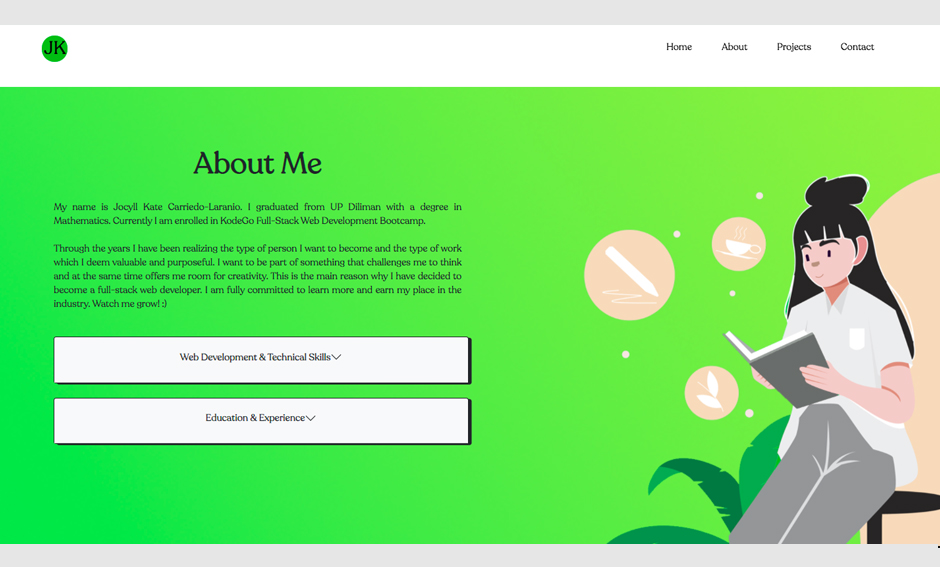 JK
Home About Projects Contact
About Me
My name is Jocyll Kate Carriedo-Laranio. I graduated from UP Diliman with a degree in
Mathematics. Currently I am enrolled in KodeGo Full-Stack Web Development Bootcamp.
Through the years I have been realizing the type of person I want to become and the type of work
which I deem valuable and purposeful. I want to be part of something that challenges me to think
and at the same time offers me room for creativity. This is the main reason why I have decided to
become a full-stack web developer. I am fully committed to learn more and earn my place in the
industry. Watch me grow! ;)
Web Development & Technical Skills
Education & Experience